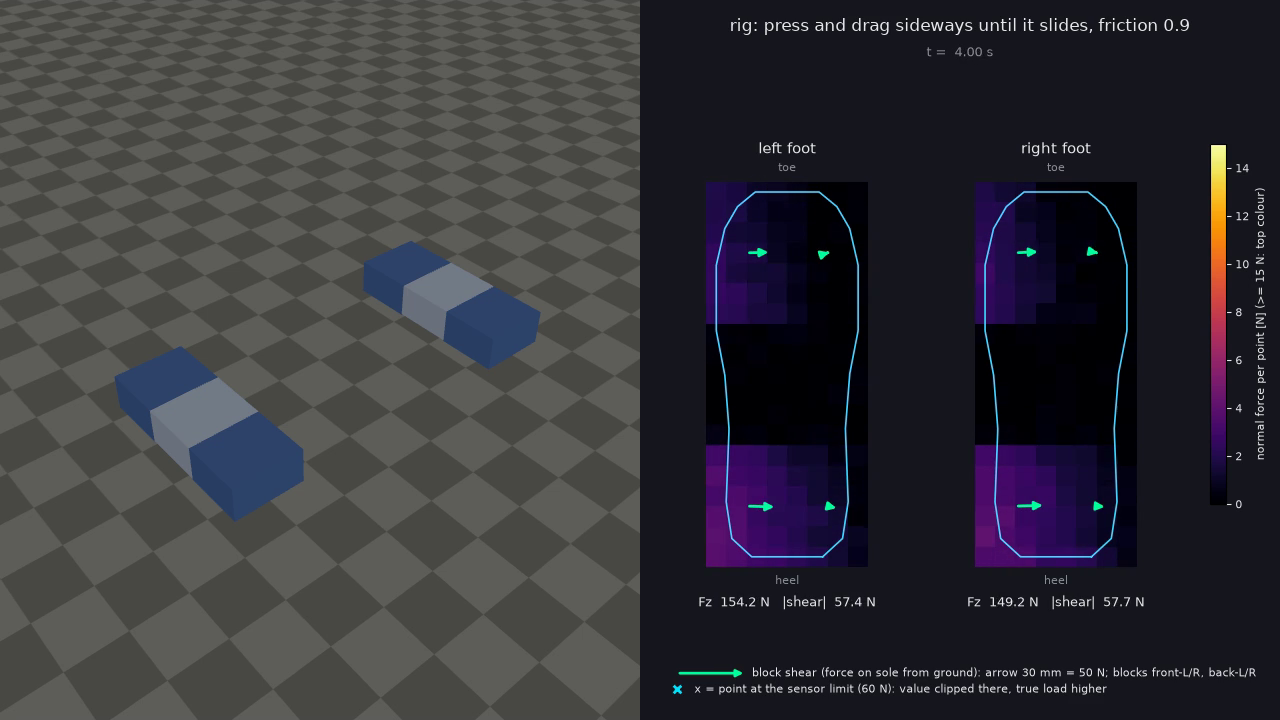 rig: press and drag sideways until it slides, friction 0.9
t =  4.00 s
left foot
right foot
toe
toe
14
12
10
8
6
4
2
0
normal force per point [N] (>= 15 N: top colour)
heel
heel
Fz  154.2 N   |shear|  57.4 N
Fz  149.2 N   |shear|  57.7 N
block shear (force on sole from ground): arrow 30 mm = 50 N; blocks front-L/R, back-L/R
x = point at the sensor limit (60 N): value clipped there, true load higher